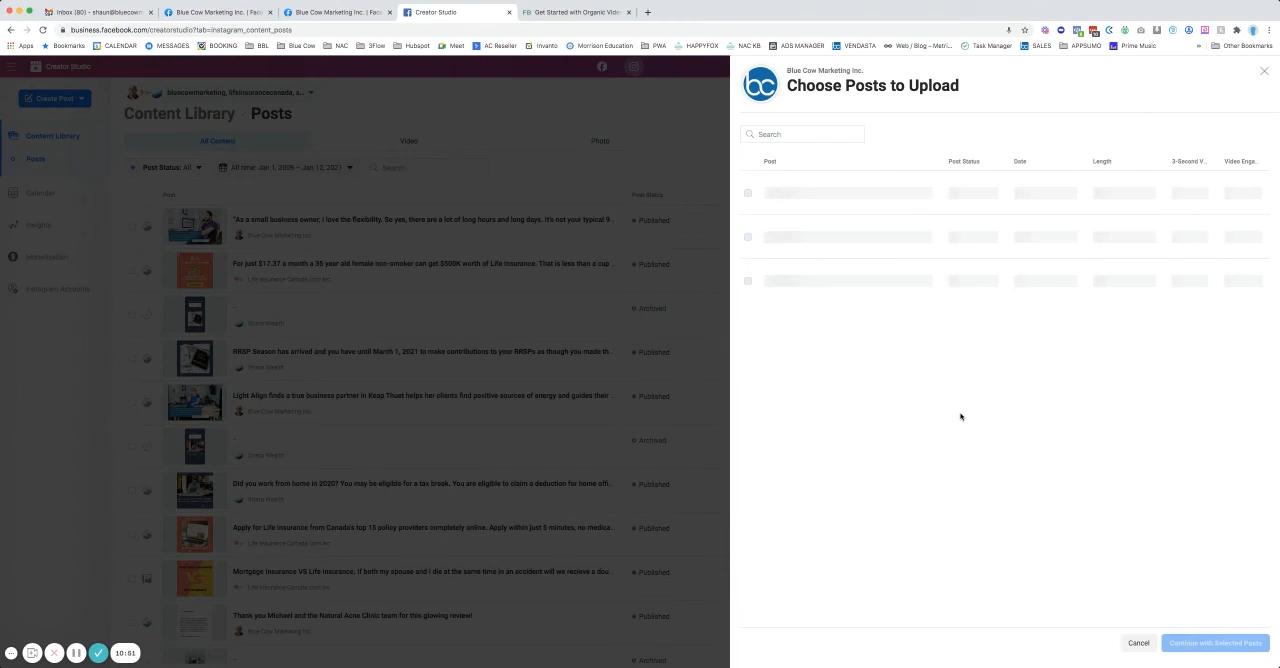 Inbox (80) - shaun@bluecowm
Blue Cow Marketing Inc. | Fac
Blue Cow Marketing Inc. | Fac
Creator Studio
Get Started with Organic Vide
business.facebook.com/creatorstudio?tab=instagram_content_posts
Apps
Bookmarks
CALENDAR
MESSAGES
BOOKING
BBL
Blue Cow
NAC
3Flow
Hubspot
Meet
AC Reseller
Invanto
Morrison Education
PWA
HAPPYFOX
NAC KB
ADS MANAGER
VENDASTA
Web / Blog – Metri...
Task Manager
SALES
APPSUMO
Prime Music
»
Other Bookmarks
Creator Studio
Create Post
Content Library
Posts
Calendar
Insights
Monetization
Instagram Accounts
bluecowmarketing, lifeinsurancecanada, s...
Content Library · Posts
All Content
Video
Photo
Post Status: All
All time: Jan 1, 2009 – Jan 12, 2021
Search
Post
Post Status
"As a small business owner, I love the flexibility. So yes, there are a lot of long hours and long days. It's not your typical 9...
Blue Cow Marketing Inc.
Published
For just $17.37 a month a 35 year old female non-smoker can get $500K worth of Life Insurance. That is less than a cup ...
Life Insurance Canada.com Inc.
Published
Archived
RRSP Season has arrived and you have until March 1, 2021 to make contributions to your RRSPs as though you made th...
Published
Light Align finds a true business partner in Keap Thuet helps her clients find positive sources of energy and guides their ...
Blue Cow Marketing Inc.
Published
Archived
Did you work from home in 2020? You may be eligible for a tax break. You are eligible to claim a deduction for home offi...
Published
Apply for Life Insurance from Canada's top 15 policy providers completely online. Apply within just 5 minutes, no medica...
Life Insurance Canada.com Inc.
Published
Mortgage Insurance VS Life Insurance. If both my spouse and I die at the same time in an accident will we recieve a dou...
Life Insurance Canada.com Inc.
Published
Thank you Michael and the Natural Acne Clinic team for this glowing review!
Blue Cow Marketing Inc.
Published
Archived
10:51
bc
Blue Cow Marketing Inc.
Choose Posts to Upload
Search
Post
Post Status
Date
Length
3-Second V...
Video Enga...
Cancel
Continue with Selected Posts